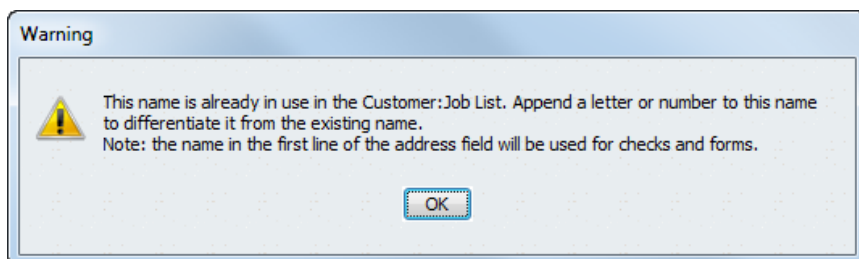 Warning
This name is already in use in the Customer:Job List. Append a letter or number to this name
to differentiate it from the existing name.
Note: the name in the first line of the address field will be used for checks and forms.
OK